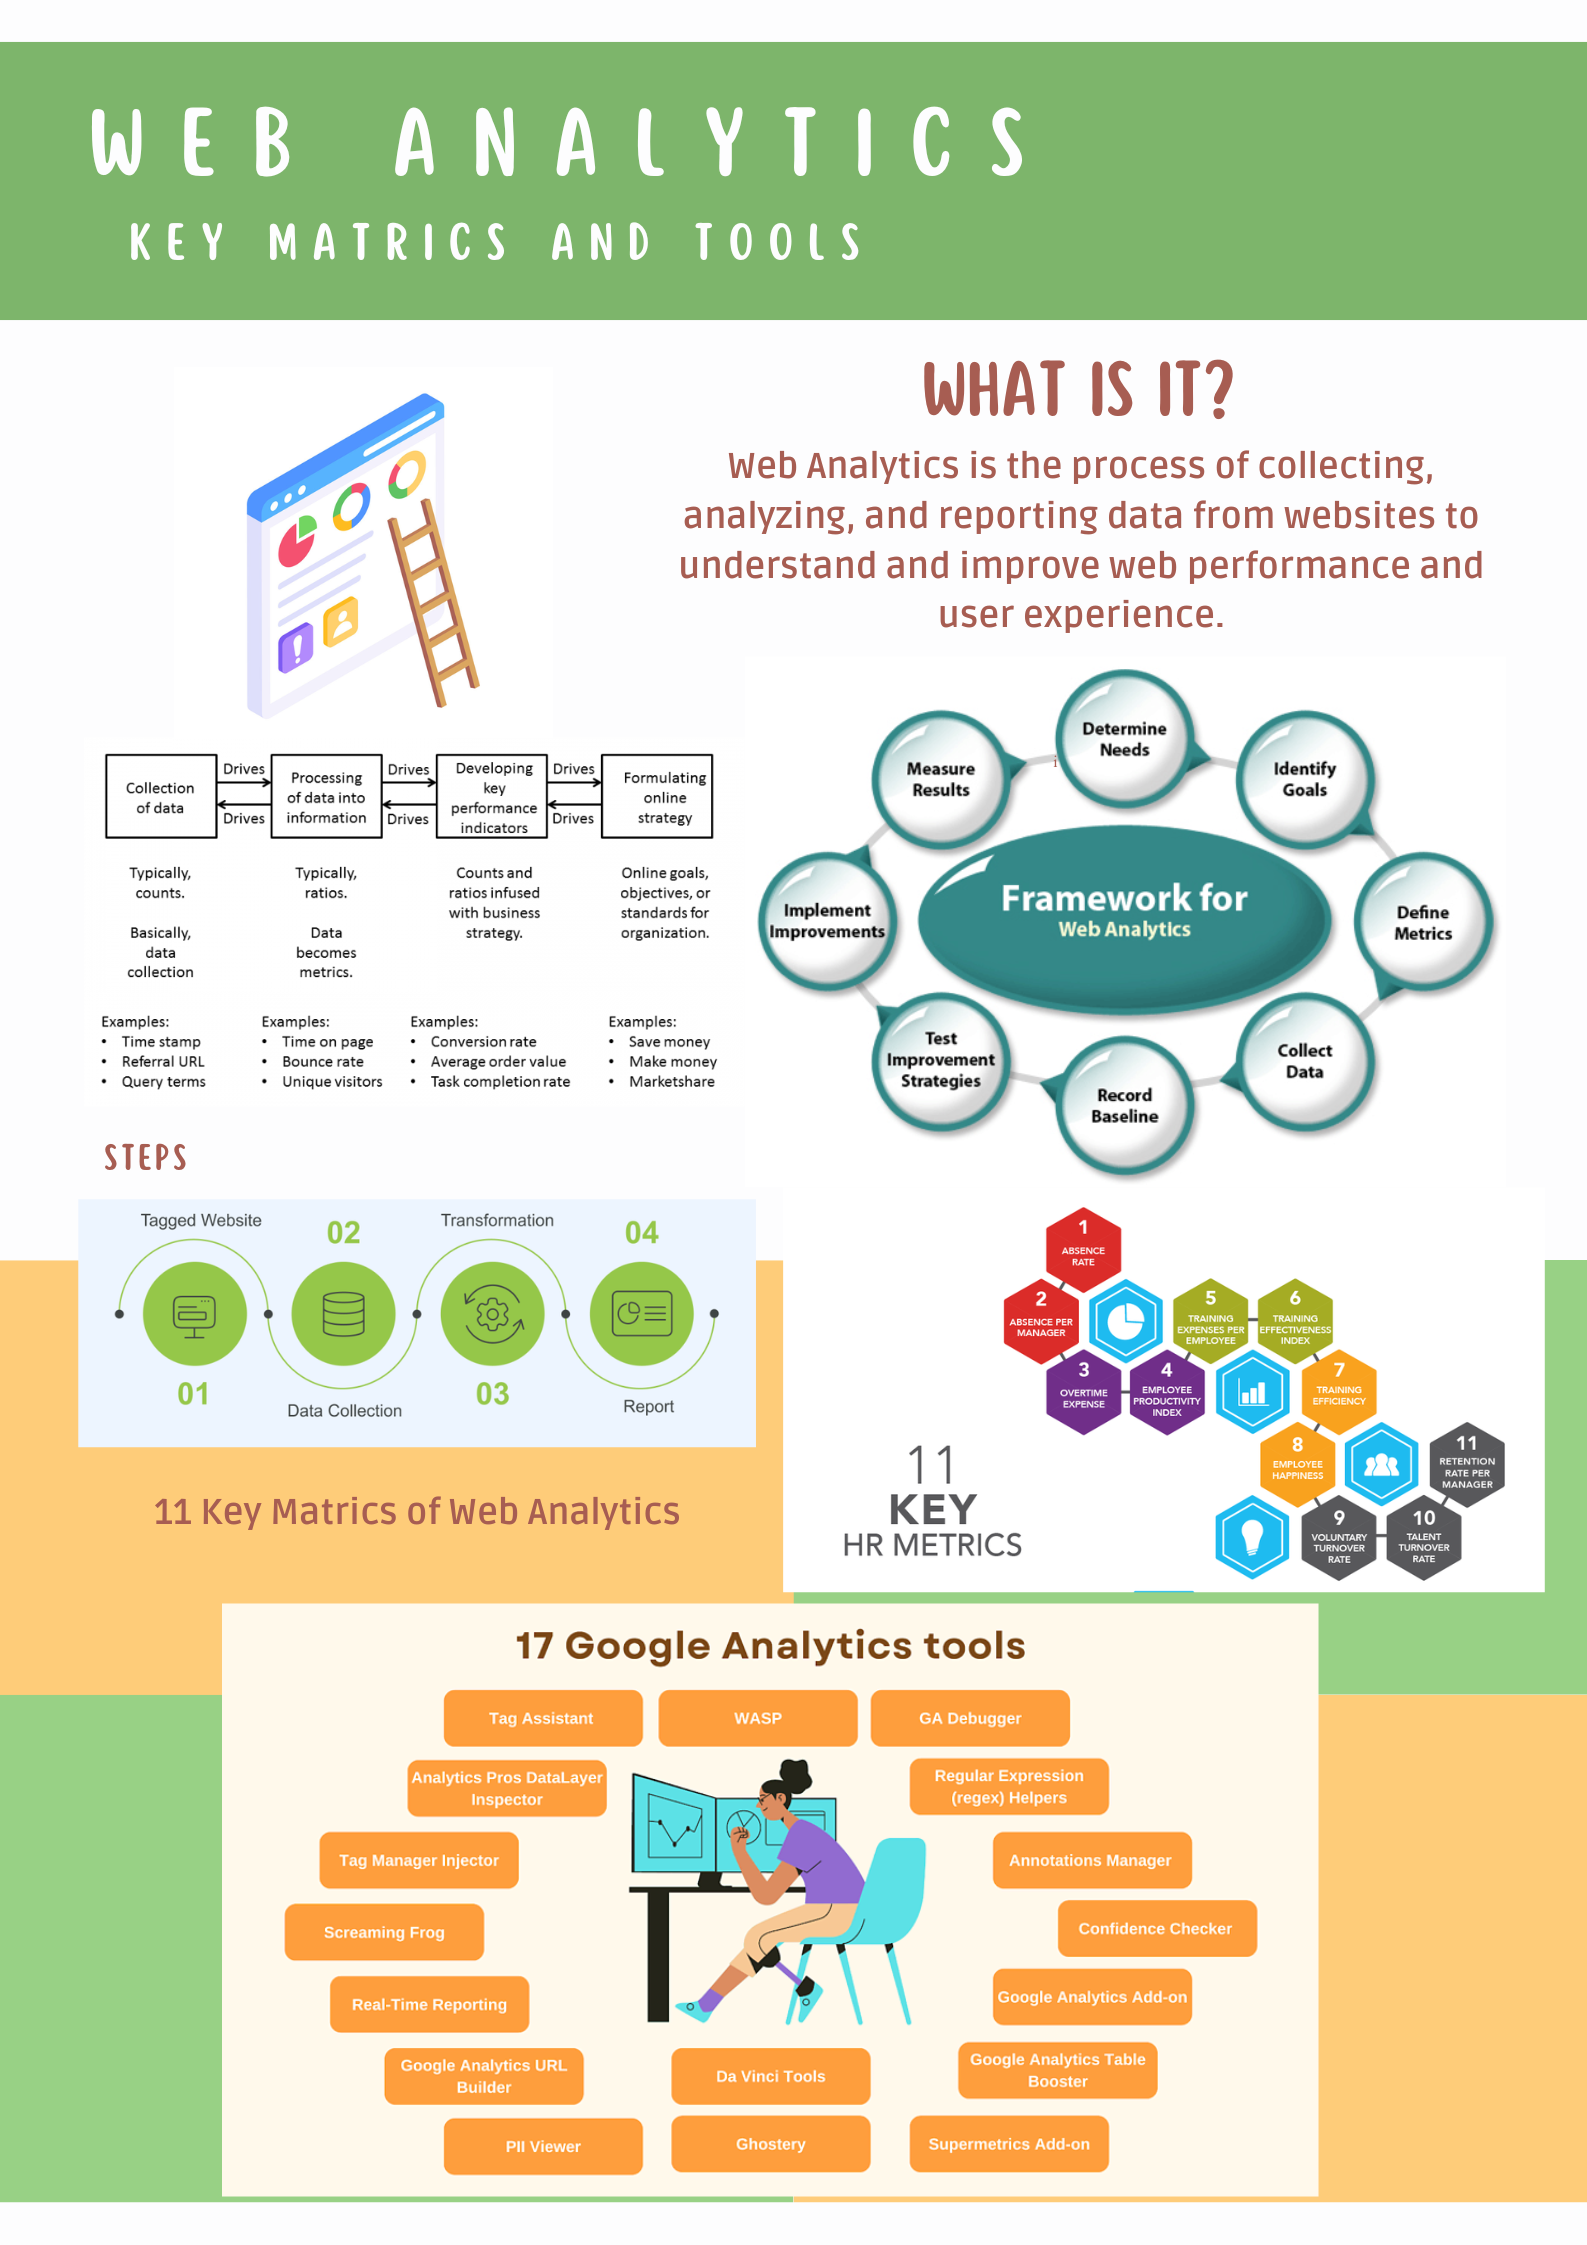 WEB ANALYTICS
KEY MATRICS AND TOOLS
WHAT IS IT?
Web Analytics is the process of collecting,
analyzing, and reporting data from websites to
understand and improve web performance and
user experience.
Collection
of data
Drives
Drives
Processing
of data into
information
Drives
Drives
Developing
key
performance
indicators
Drives
Drives
Formulating
online
strategy
Typically,
counts.
Basically,
data
collection
Typically,
ratios.
Data
becomes
metrics.
Counts and
ratios infused
with business
strategy.
Online goals,
objectives, or
standards for
organization.
Examples:
• Time stamp
• Referral URL
• Query terms
Examples:
• Time on page
• Bounce rate
• Unique visitors
Examples:
• Conversion rate
• Average order value
• Task completion rate
Examples:
• Save money
• Make money
• Marketshare
Framework for
Web Analytics
Determine
Needs
i
Identify
Goals
Define
Metrics
Collect
Data
Record
Baseline
Test
Improvement
Strategies
Implement
Improvements
Measure
Results
STEPS
Tagged Website
01
02
Data Collection
Transformation
03
04
Report
11 Key Matrics of Web Analytics
11
KEY
HR METRICS
1
ABSENCE
RATE
2
ABSENCE PER
MANAGER
3
OVERTIME
EXPENSE
4
EMPLOYEE
PRODUCTIVITY
INDEX
5
TRAINING
EXPENSES PER
EMPLOYEE
6
TRAINING
EFFECTIVENESS
INDEX
7
TRAINING
EFFICIENCY
8
EMPLOYEE
HAPPINESS
9
VOLUNTARY
TURNOVER
RATE
10
TALENT
TURNOVER
RATE
11
RETENTION
RATE PER
MANAGER
17 Google Analytics tools
Tag Assistant
WASP
GA Debugger
Analytics Pros DataLayer
Inspector
Regular Expression
(regex) Helpers
Tag Manager Injector
Annotations Manager
Screaming Frog
Confidence Checker
Real-Time Reporting
Google Analytics Add-on
Google Analytics URL
Builder
Da Vinci Tools
Google Analytics Table
Booster
PII Viewer
Ghostery
Supermetrics Add-on